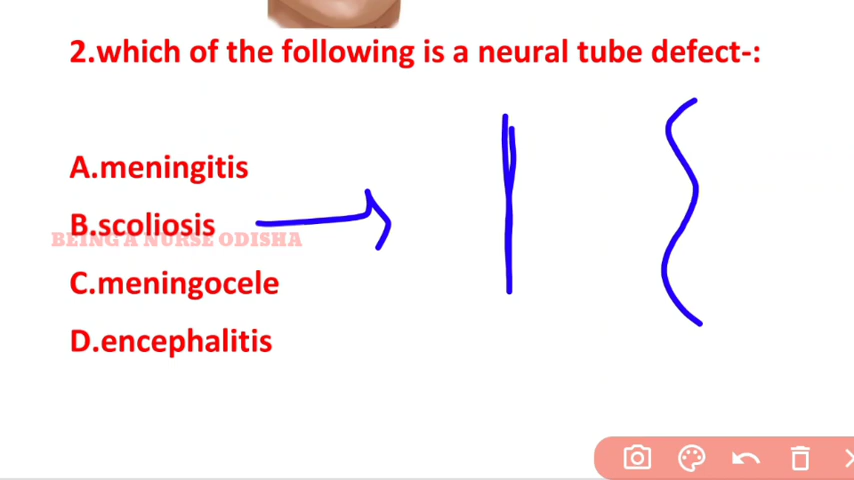 2.which of the following is a neural tube defect-:
A.meningitis
B.scoliosis
BEING A NURSE ODISHA
C.meningocele
D.encephalitis